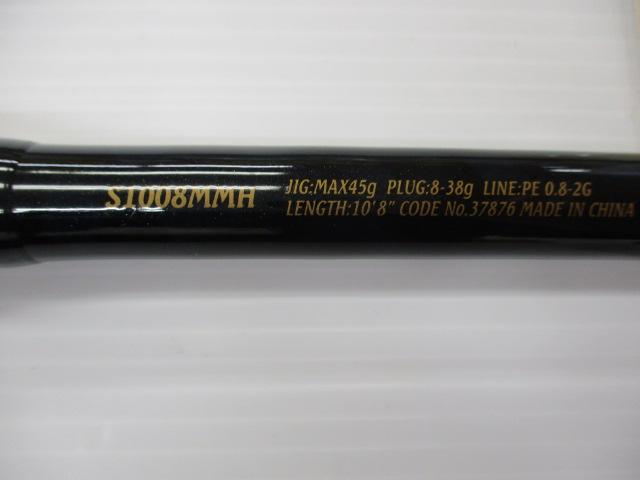 S1008MMH
JIG:MAX45g PLUG:8-38g LINE:PE 0.8-2G
LENGTH:10'8" CODE No.37876 MADE IN CHINA